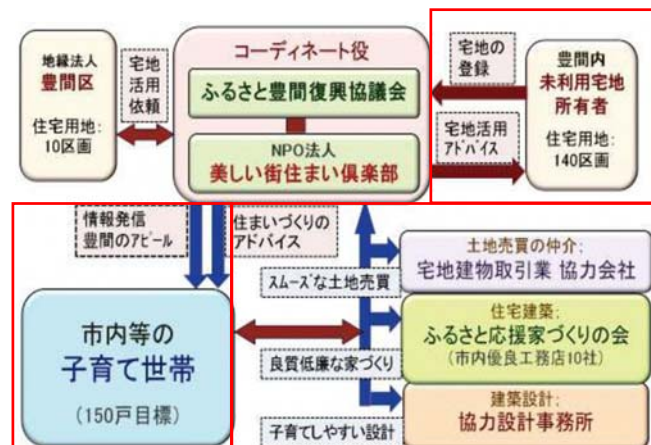 コーディネート役
ふるさと豊間復興協議会
NPO法人
美しい街住まい倶楽部
地縁法人
豊間区
住宅用地:
10区画
宅地
活用
依頼
宅地の
登録
宅地活用
アドバイス
豊間内
未利用宅地
所有者
住宅用地:
140区画
情報発信
豊間のアピール
住まいづくりの
アドバイス
市内等の
子育て世帯
(150戸目標)
スムーズな土地売買
良質低廉な家づくり
子育てしやすい設計
土地売買の仲介:
宅地建物取引業 協力会社
住宅建築:
ふるさと応援家づくりの会
(市内優良工務店10社)
建築設計:
協力設計事務所